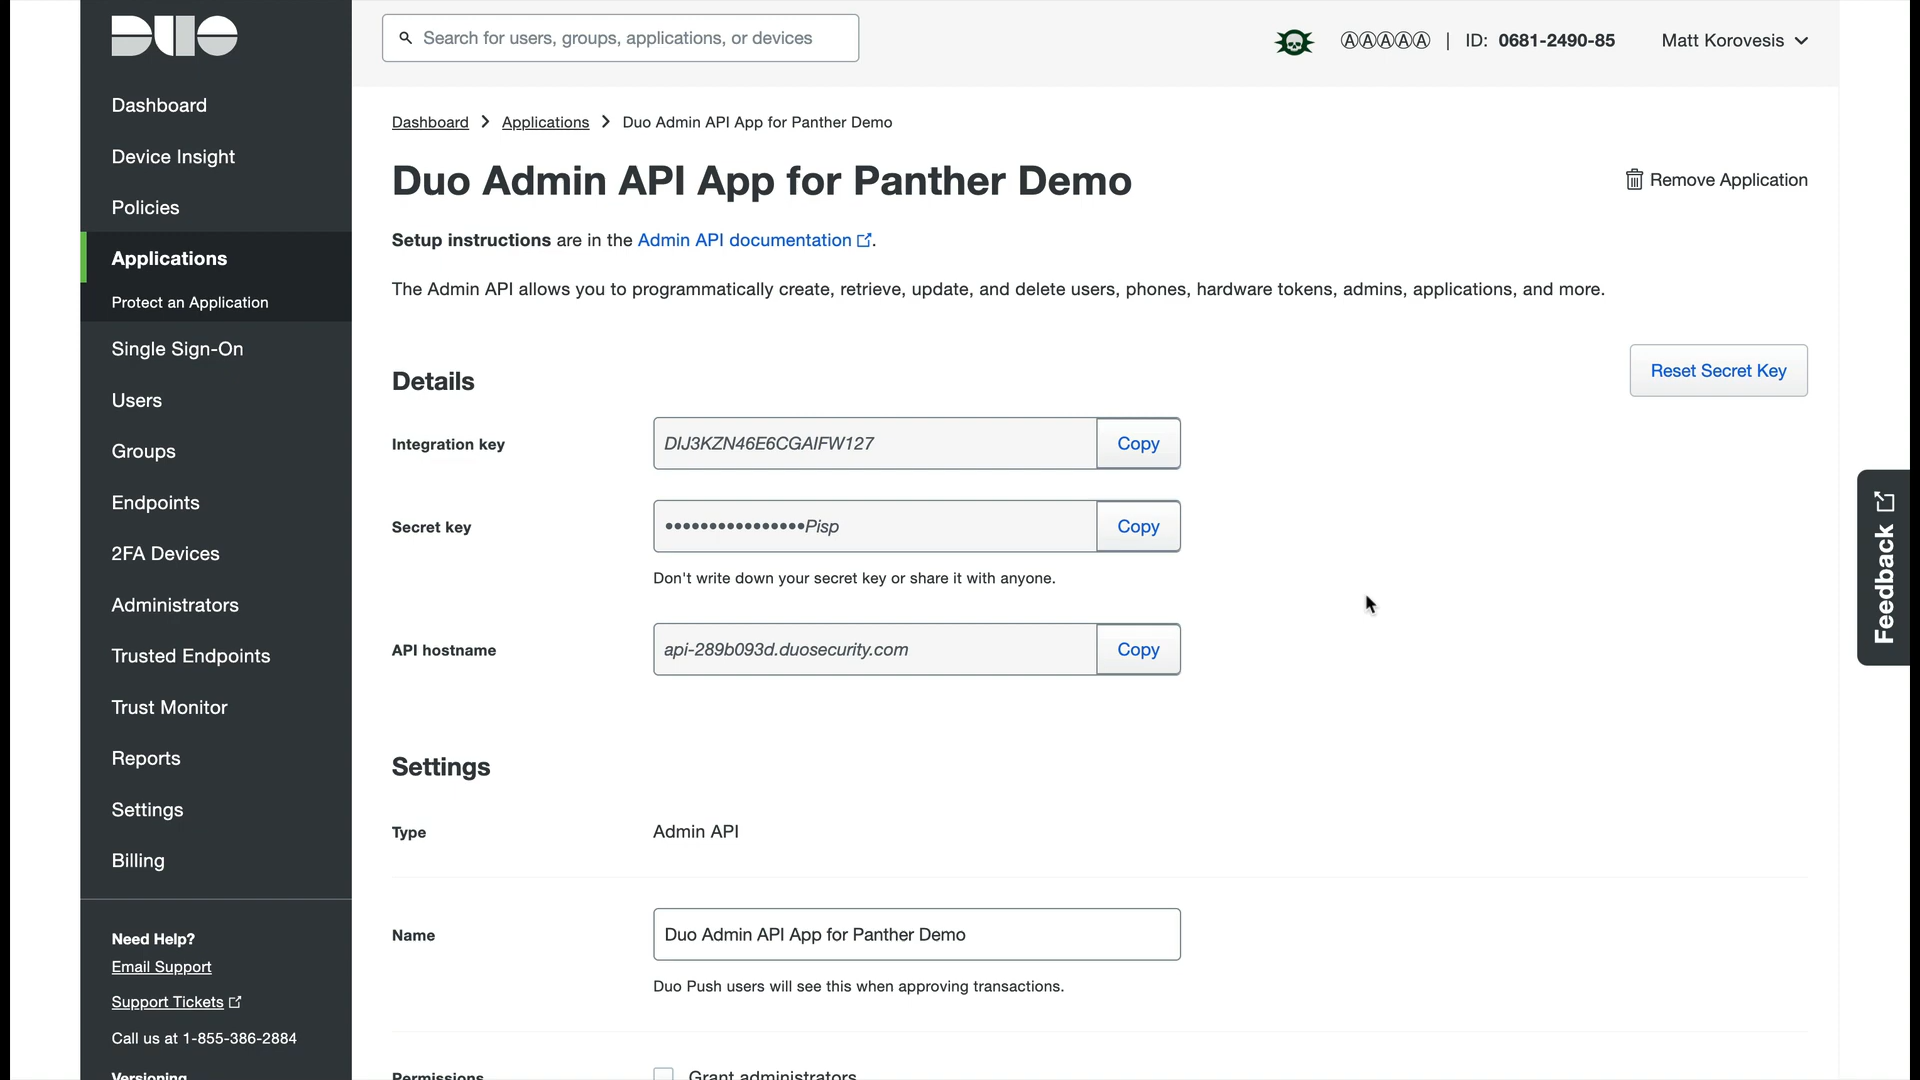 DUO
Search for users, groups, applications, or devices
ⒶⒶⒶⒶⒶ | ID: 0681-2490-85
Matt Korovesis
Dashboard
Device Insight
Policies
Applications
Protect an Application
Single Sign-On
Users
Groups
Endpoints
2FA Devices
Administrators
Trusted Endpoints
Trust Monitor
Reports
Settings
Billing
Need Help?
Email Support
Support Tickets
Call us at 1-855-386-2884
Versioning
Dashboard > Applications > Duo Admin API App for Panther Demo
Duo Admin API App for Panther Demo
Remove Application
Setup instructions are in the Admin API documentation.
The Admin API allows you to programmatically create, retrieve, update, and delete users, phones, hardware tokens, admins, applications, and more.
Details
Reset Secret Key
Integration key
DIJ3KZN46E6CGAIFW127
Copy
Secret key
••••••••••••••••Pisp
Copy
Don't write down your secret key or share it with anyone.
API hostname
api-289b093d.duosecurity.com
Copy
Settings
Type
Admin API
Name
Duo Admin API App for Panther Demo
Duo Push users will see this when approving transactions.
Permissions
Grant administrators
Feedback